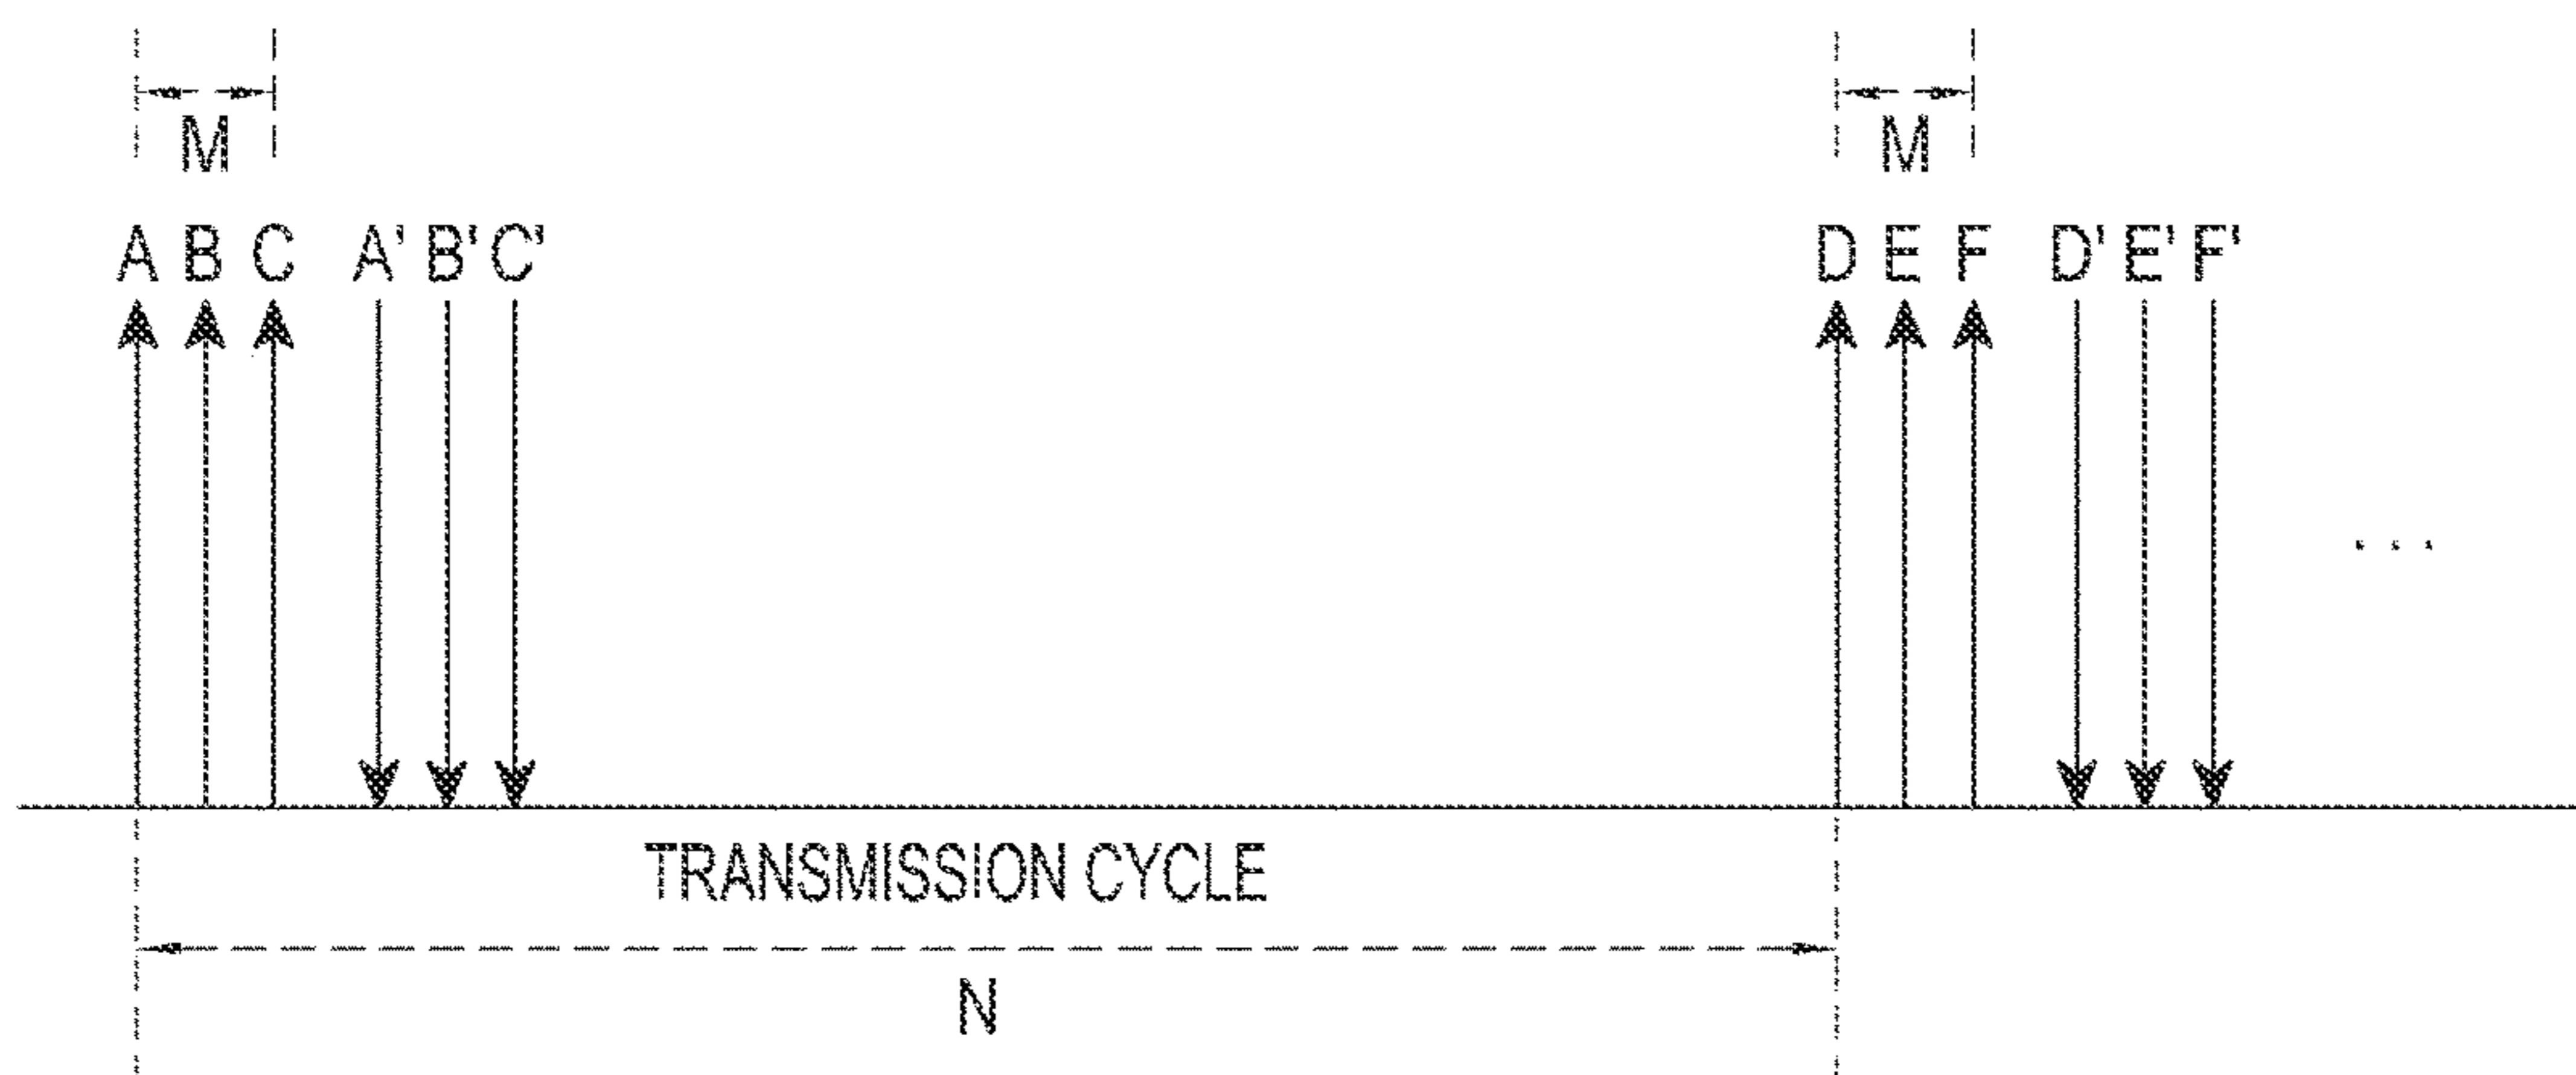 M M
A B C A' B' C' D E F D' E' F'
...
TRANSMISSION CYCLE
N